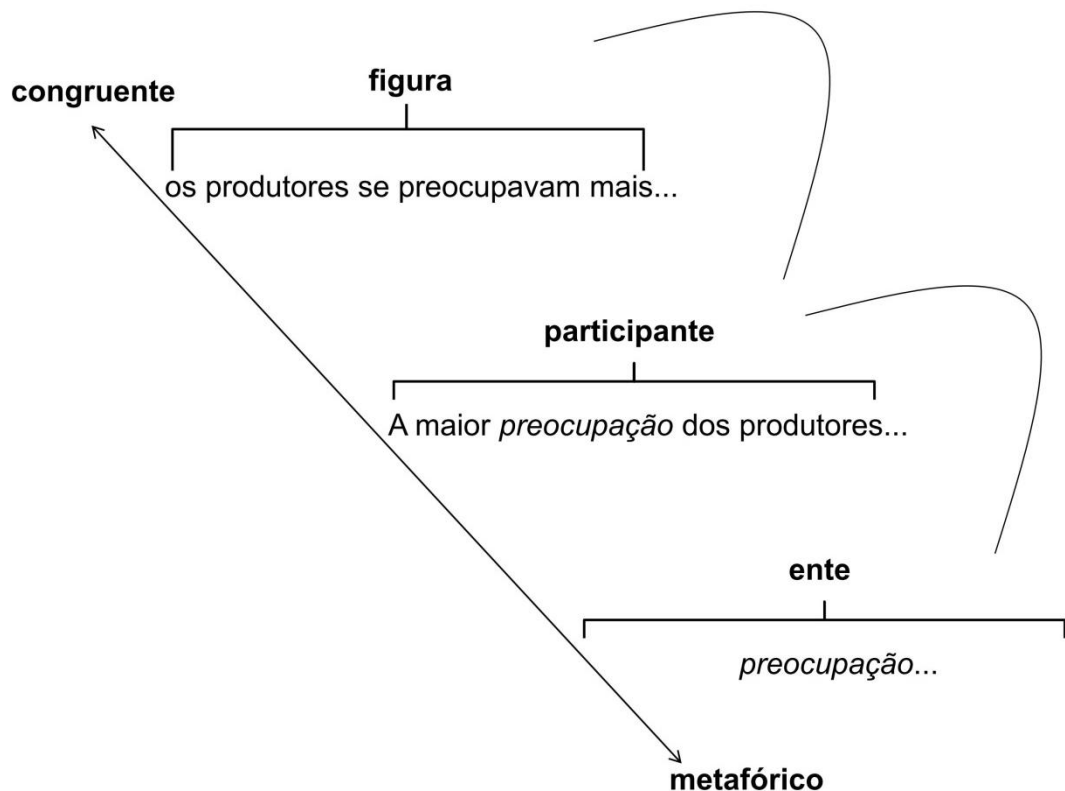 congruente
figura
os produtores se preocupavam mais...
participante
A maior preocupação dos produtores...
ente
preocupação...
metafórico